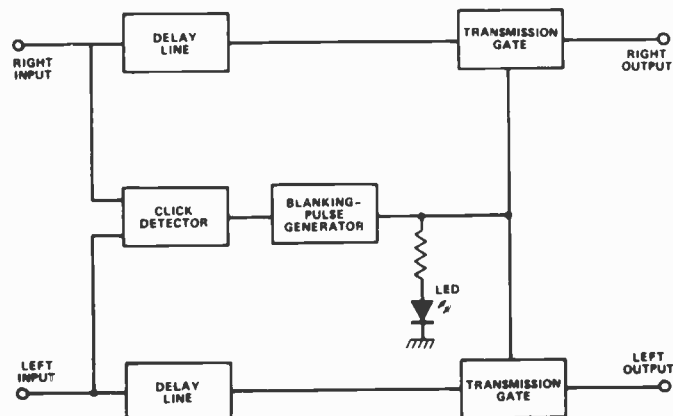 DELAY
LINE
TRANSMISSION
GATE
RIGHT
INPUT
RIGHT
OUTPUT
CLICK
DETECTOR
BLANKING-
PULSE
GENERATOR
LED
LEFT
INPUT
DELAY
LINE
TRANSMISSION
GATE
LEFT
OUTPUT